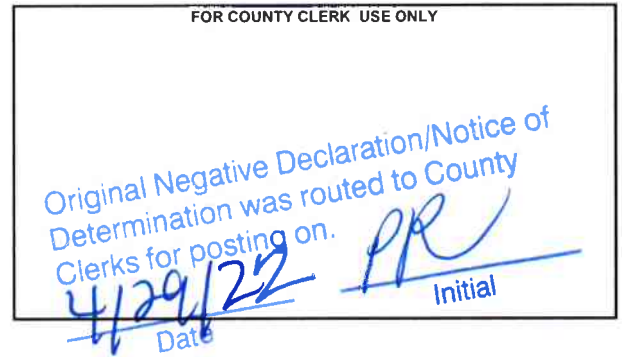 FOR COUNTY CLERK USE ONLY
Original Negative Declaration/Notice of
Determination was routed to County
Clerks for posting on.
4/29/22 PR
Date Initial